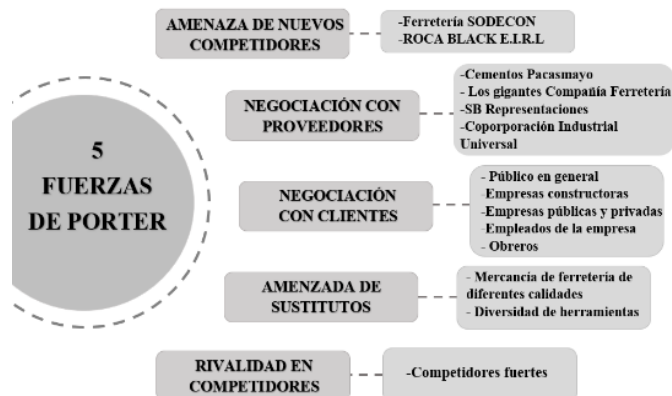 5
FUERZAS
DE PORTER
AMENAZA DE NUEVOS
COMPETIDORES
-Ferretería SODECON
-ROCA BLACK E.I.R.L
NEGOCIACIÓN CON
PROVEEDORES
-Cementos Pacasmayo
- Los gigantes Compañía Ferretería
-SB Representaciones
-Coporporación Industrial
Universal
NEGOCIACIÓN
CON CLIENTES
- Público en general
-Empresas constructoras
-Empresas públicas y privadas
-Empleados de la empresa
- Obreros
AMENZADA DE
SUSTITUTOS
- Mercancía de ferretería de
diferentes calidades
- Diversidad de herramientas
RIVALIDAD EN
COMPETIDORES
-Competidores fuertes